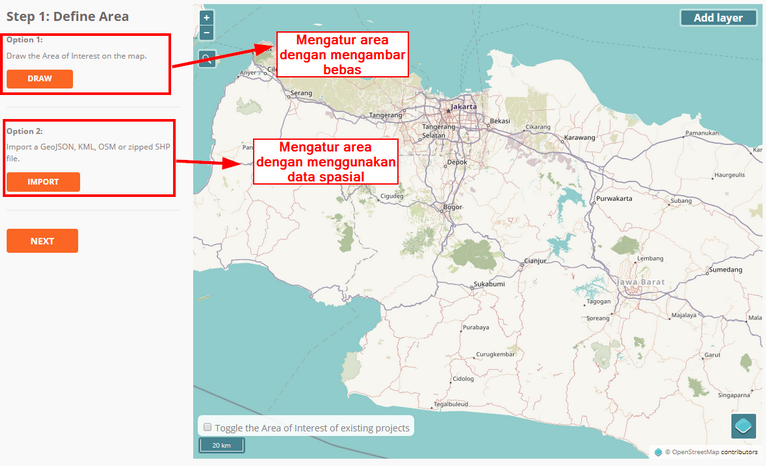 Step 1: Define Area
Option 1:
Draw the Area of Interest on the map.
DRAW
Option 2:
Import a GeoJSON, KML, OSM or zipped SHP
file.
IMPORT
NEXT
+
−
Add layer
Mengatur area
dengan mengambar
bebas
Mengatur area
dengan menggunakan
data spasial
Anyer
Serang
Tangerang
Jakarta
Tangerang
Selatan
Bekasi
Cikarang
Karawang
Pamanukan
Depok
Haurgeulis
Cigudeg
Bogor
Purwakarta
Subang
Cianjur
Lembang
Sumedang
Sukabumi
Jawa Barat
Tagogan
Soreang
Majalaya
Purabaya
Curugkembar
Garut
Cidolog
Singaparna
Tegalbuleud
Toggle the Area of Interest of existing projects
20 km
© OpenStreetMap contributors